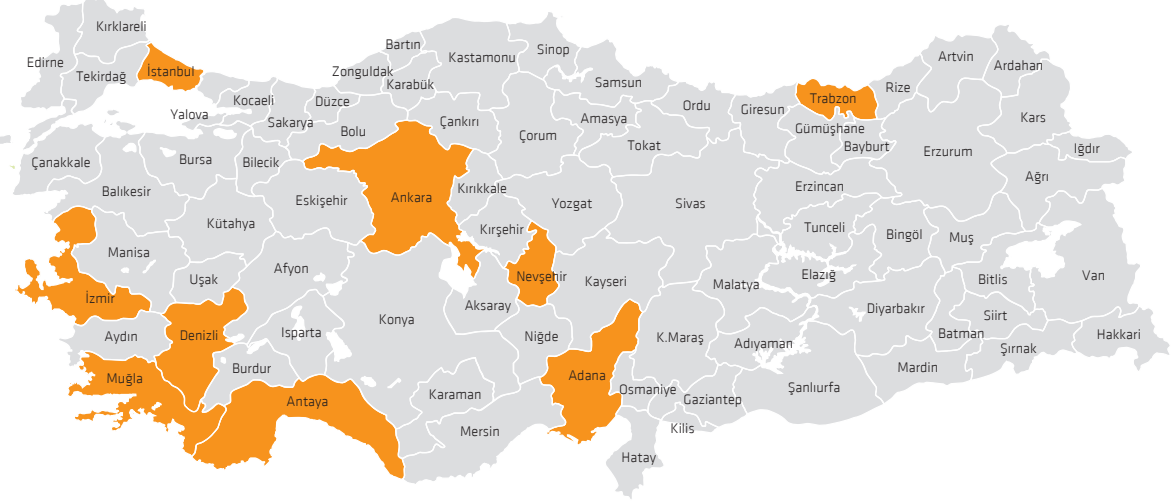 Kırklareli
Edirne
Tekirdağ
İstanbul
Yalova
Kocaeli
Sakarya
Düzce
Zonguldak
Bartın
Karabük
Kastamonu
Sinop
Samsun
Ordu
Giresun
Trabzon
Rize
Artvin
Ardahan
Kars
Iğdır
Ağrı
Erzurum
Gümüşhane
Bayburt
Amasya
Tokat
Çorum
Çankırı
Bolu
Bilecik
Bursa
Çanakkale
Balıkesir
Kütahya
Eskişehir
Ankara
Kırıkkale
Yozgat
Sivas
Erzincan
Tunceli
Bingöl
Muş
Kırşehir
Nevşehir
Kayseri
Malatya
Elazığ
Bitlis
Van
Manisa
Uşak
Afyon
İzmir
Aksaray
Niğde
Konya
Diyarbakır
Siirt
Batman
Şırnak
Hakkari
Aydın
Denizli
Isparta
Burdur
K.Maraş
Adıyaman
Mardin
Muğla
Antaya
Karaman
Adana
Osmaniye
Gaziantep
Şanlıurfa
Mersin
Kilis
Hatay